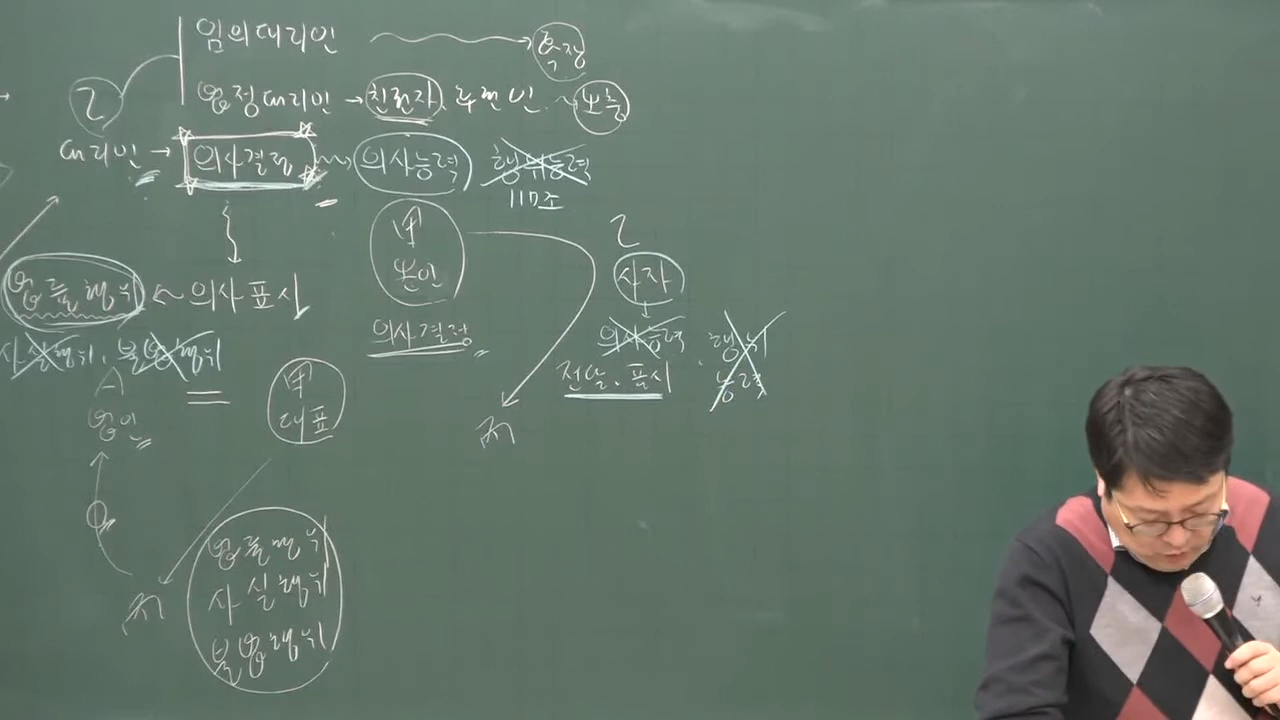 임의대리인 → 확장
乙 법정대리인 → 친권자. 후견인. ~ 보충
대리인 → 의사결정 의사능력 행위능력
117조
甲 乙
본인 사자
법률행위 ~ 의사표시
의사결정 의사능력 행위능력
사실행위. 불법행위 전달. 표시
A = 甲
법인 대표
丙
법률행위
사실행위
丙
불법행위